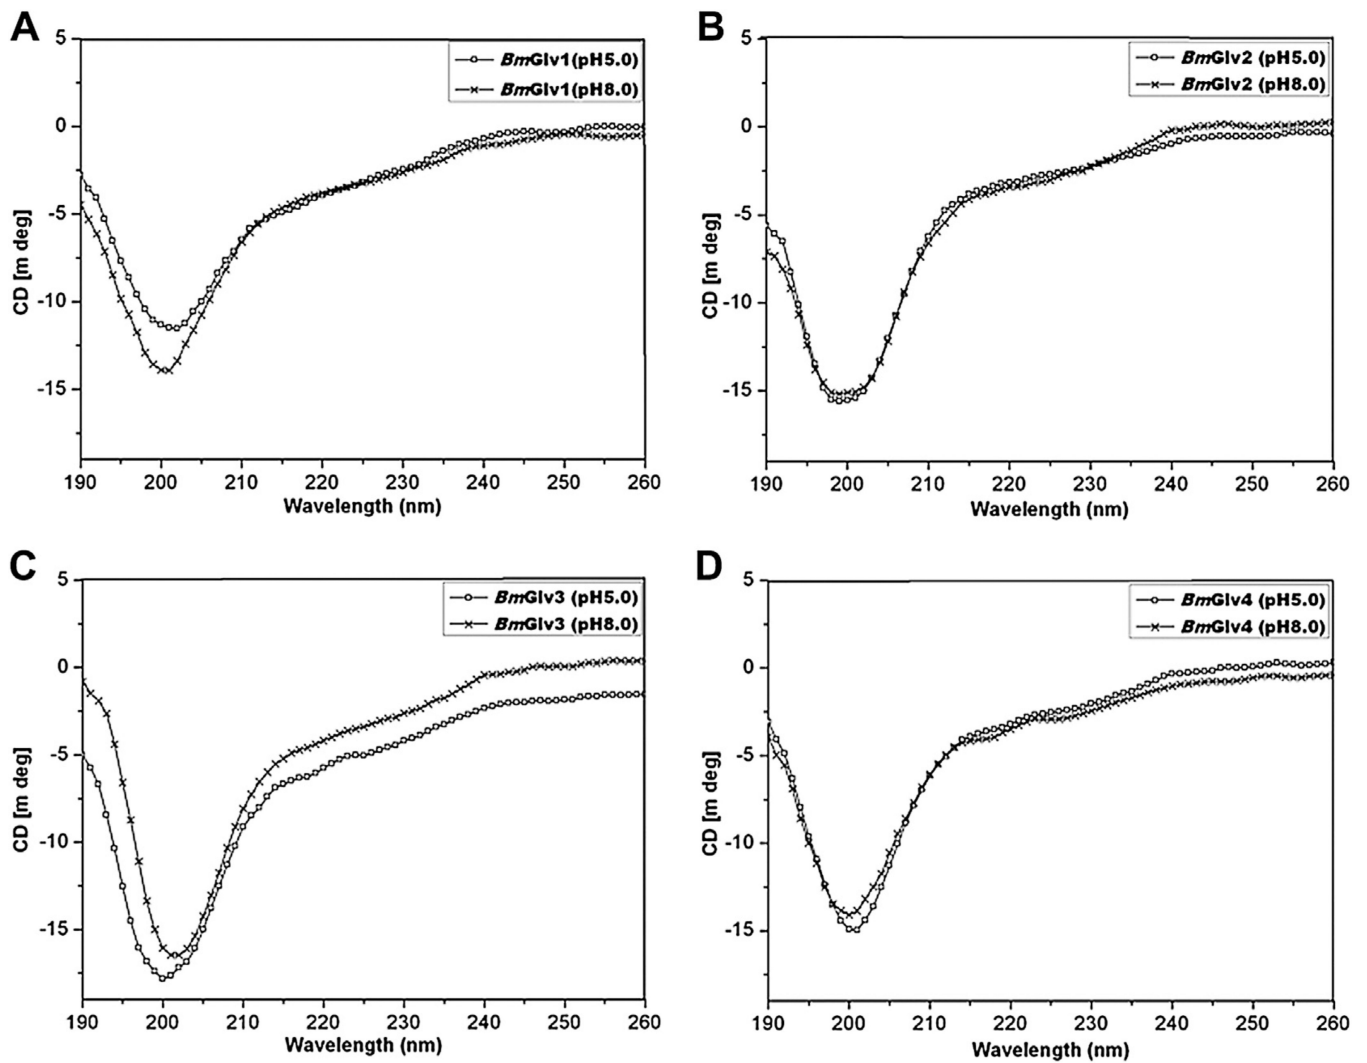 A
5
0
-5
-10
-15
CD [m deg]
BmGlv1(pH5.0)
BmGlv1(pH8.0)
190 200 210 220 230 240 250 260
Wavelength (nm)
B
5
0
-5
-10
-15
CD [m deg]
BmGlv2 (pH5.0)
BmGlv2 (pH8.0)
190 200 210 220 230 240 250 260
Wavelength (nm)
C
5
0
-5
-10
-15
CD [m deg]
BmGlv3 (pH5.0)
BmGlv3 (pH8.0)
190 200 210 220 230 240 250 260
Wavelength (nm)
D
5
0
-5
-10
-15
CD [m deg]
BmGlv4 (pH5.0)
BmGlv4 (pH8.0)
190 200 210 220 230 240 250 260
Wavelength (nm)